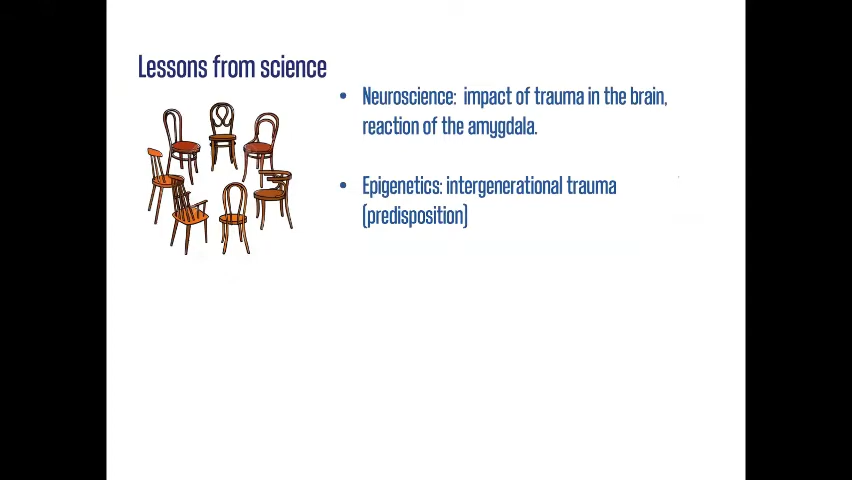 Lessons from science
• Neuroscience: impact of trauma in the brain,
reaction of the amygdala.
• Epigenetics: intergenerational trauma
(predisposition)